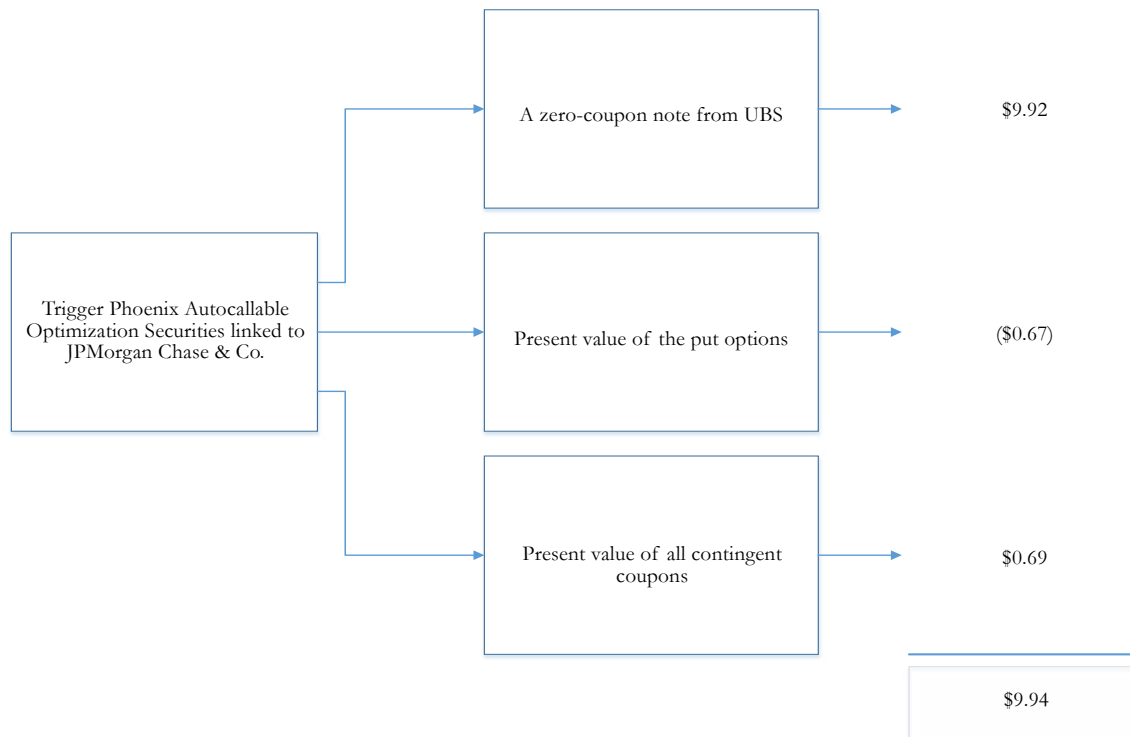 A zero-coupon note from UBS
$9.92
Trigger Phoenix Autocallable
Optimization Securities linked to
JPMorgan Chase & Co.
Present value of the put options
($0.67)
Present value of all contingent
coupons
$0.69
$9.94